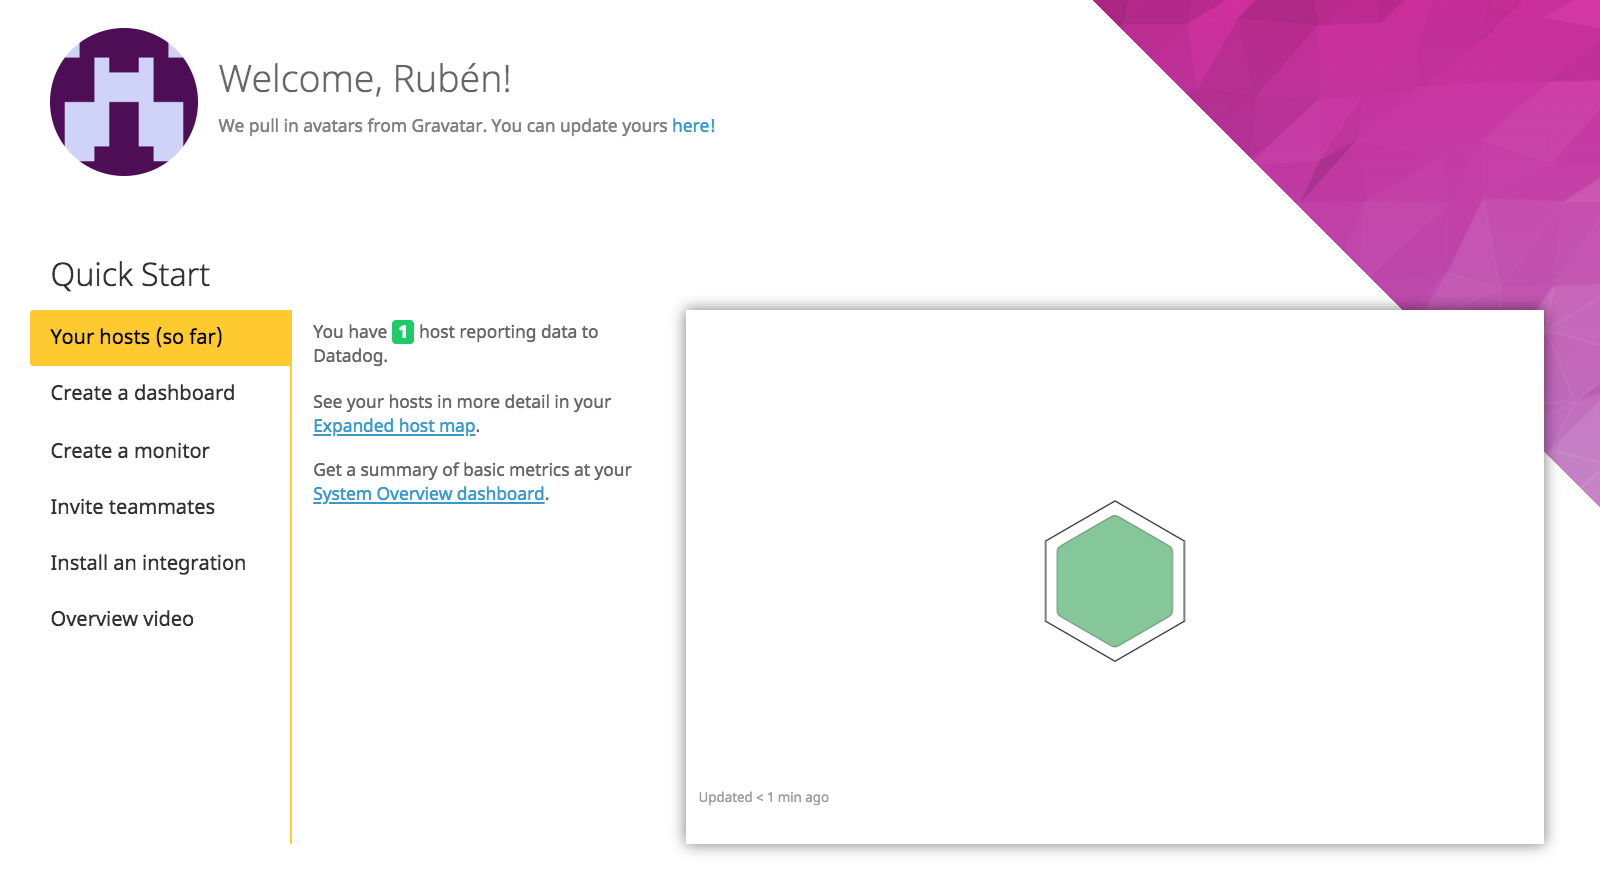 Welcome, Rubén!
We pull in avatars from Gravatar. You can update yours here!
Quick Start
Your hosts (so far)
Create a dashboard
Create a monitor
Invite teammates
Install an integration
Overview video
You have 1 host reporting data to
Datadog.
See your hosts in more detail in your
Expanded host map.
Get a summary of basic metrics at your
System Overview dashboard.
Updated < 1 min ago